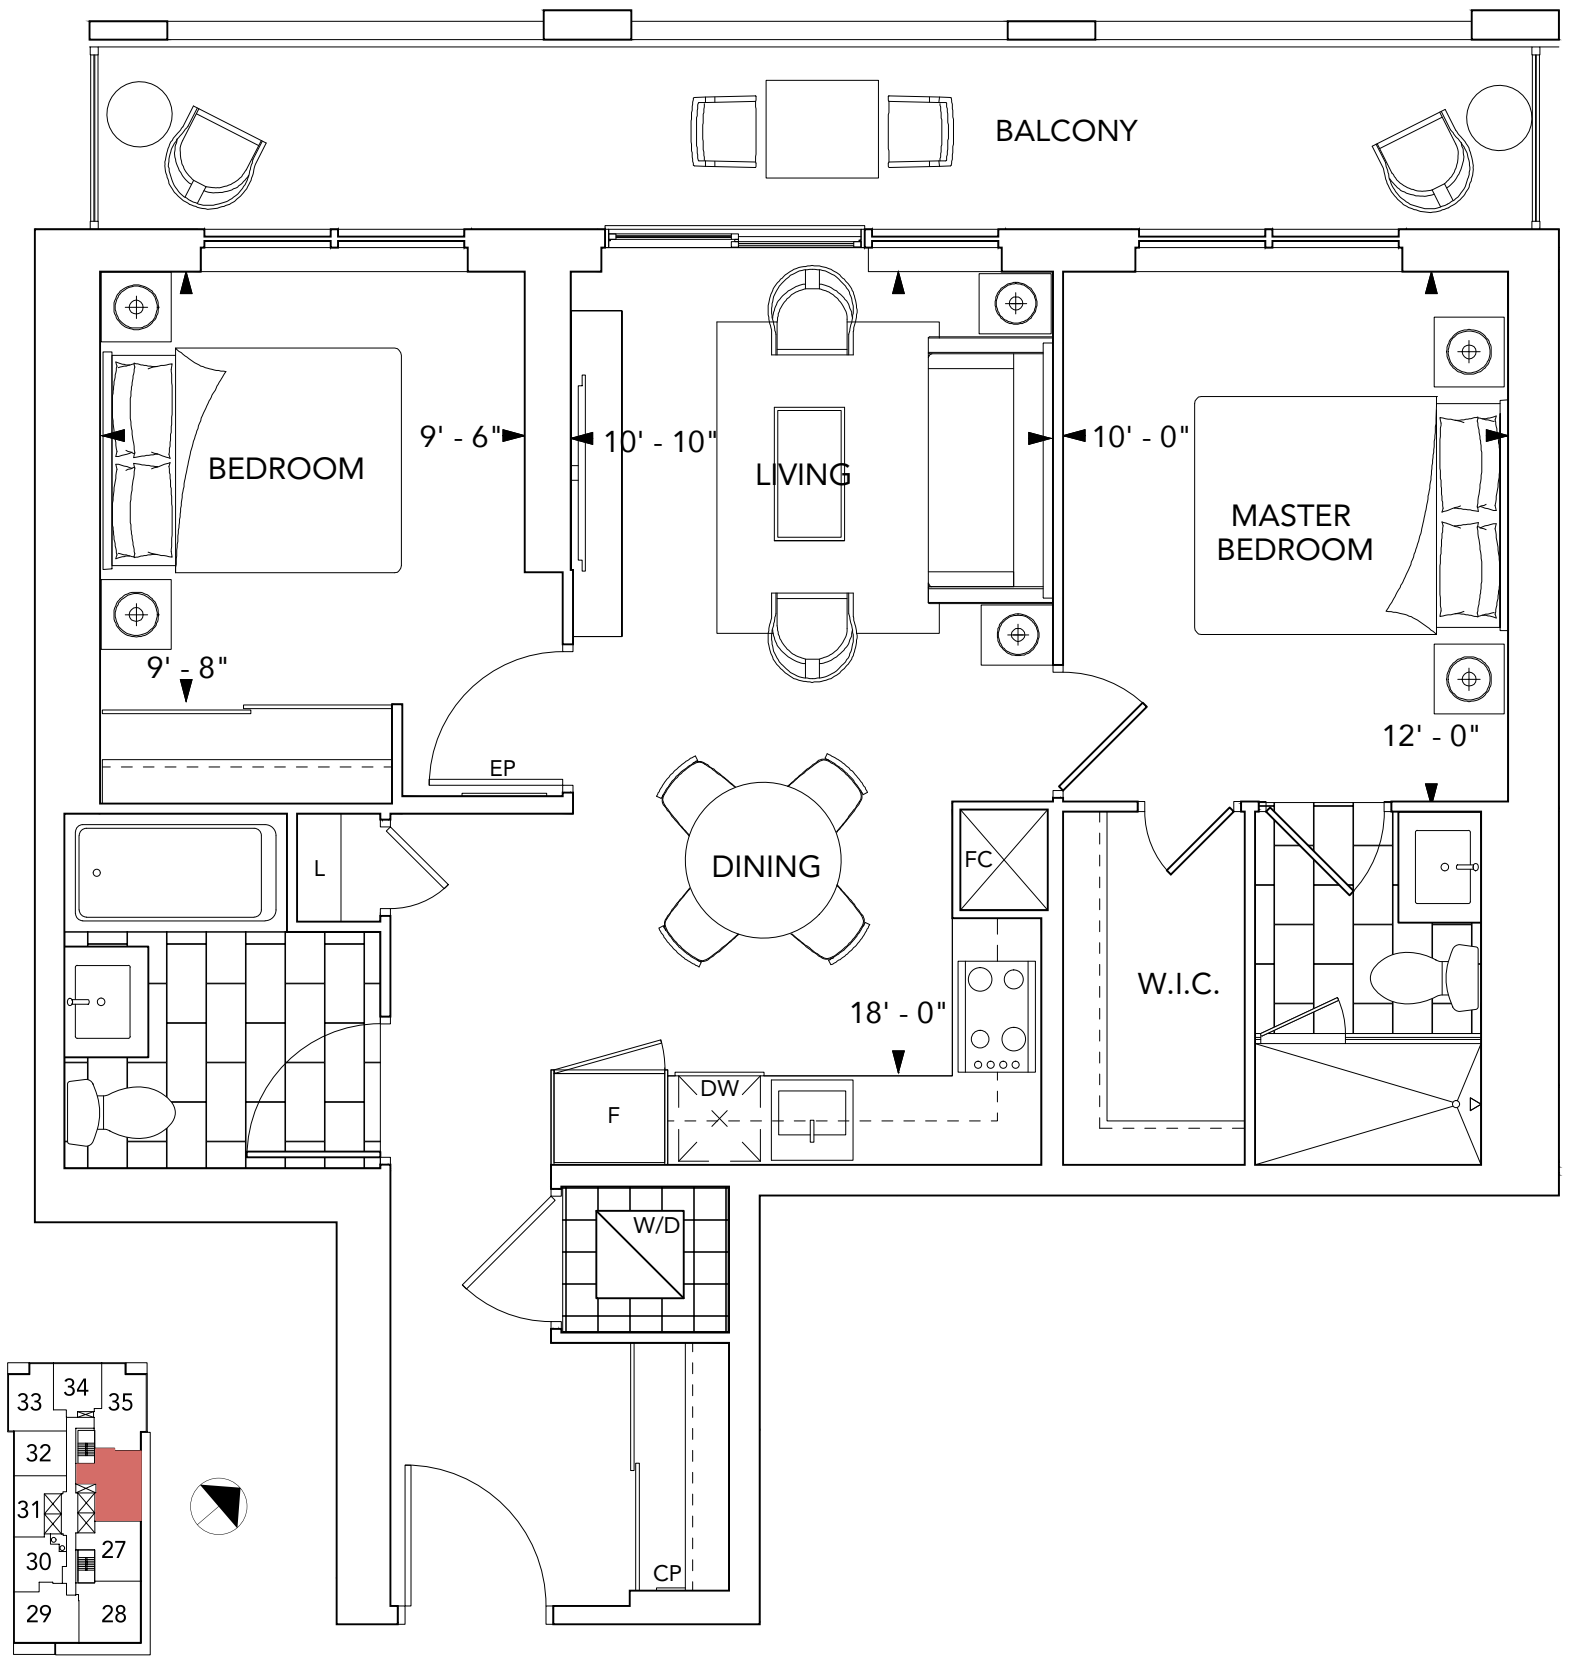 BALCONY
9' - 6"
10' - 10"
10' - 0"
BEDROOM
LIVING
MASTER
BEDROOM
9' - 8"
12' - 0"
EP
L
DINING
FC
W.I.C.
18' - 0"
F
DW
W/D
CP
33
34
35
32
31
30
27
29
28